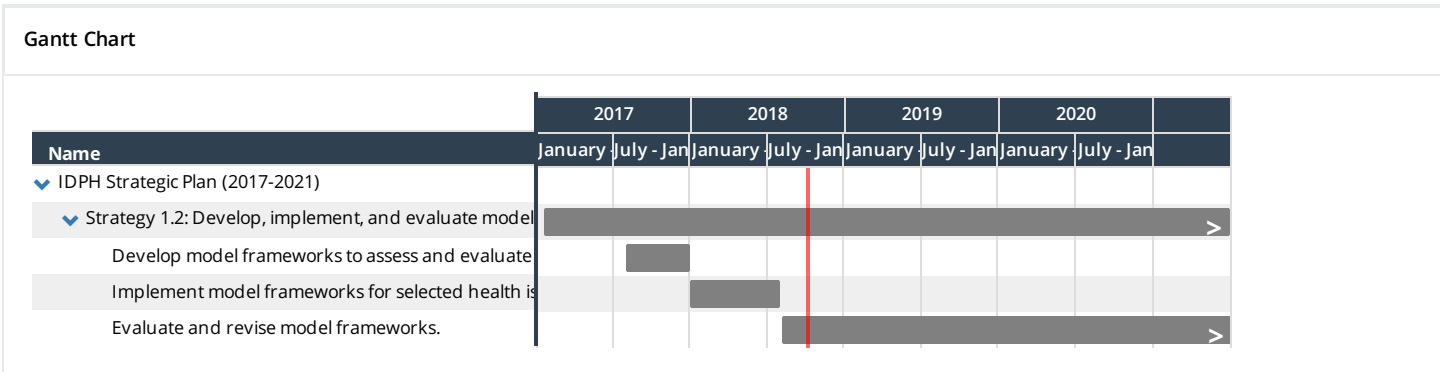 Gantt Chart
2017 2018 2019 2020
Name January - July - Jan January - July - Jan January - July - Jan January - July - Jan
IDPH Strategic Plan (2017-2021)
Strategy 1.2: Develop, implement, and evaluate model
>
Develop model frameworks to assess and evaluate
Implement model frameworks for selected health is
Evaluate and revise model frameworks.
>